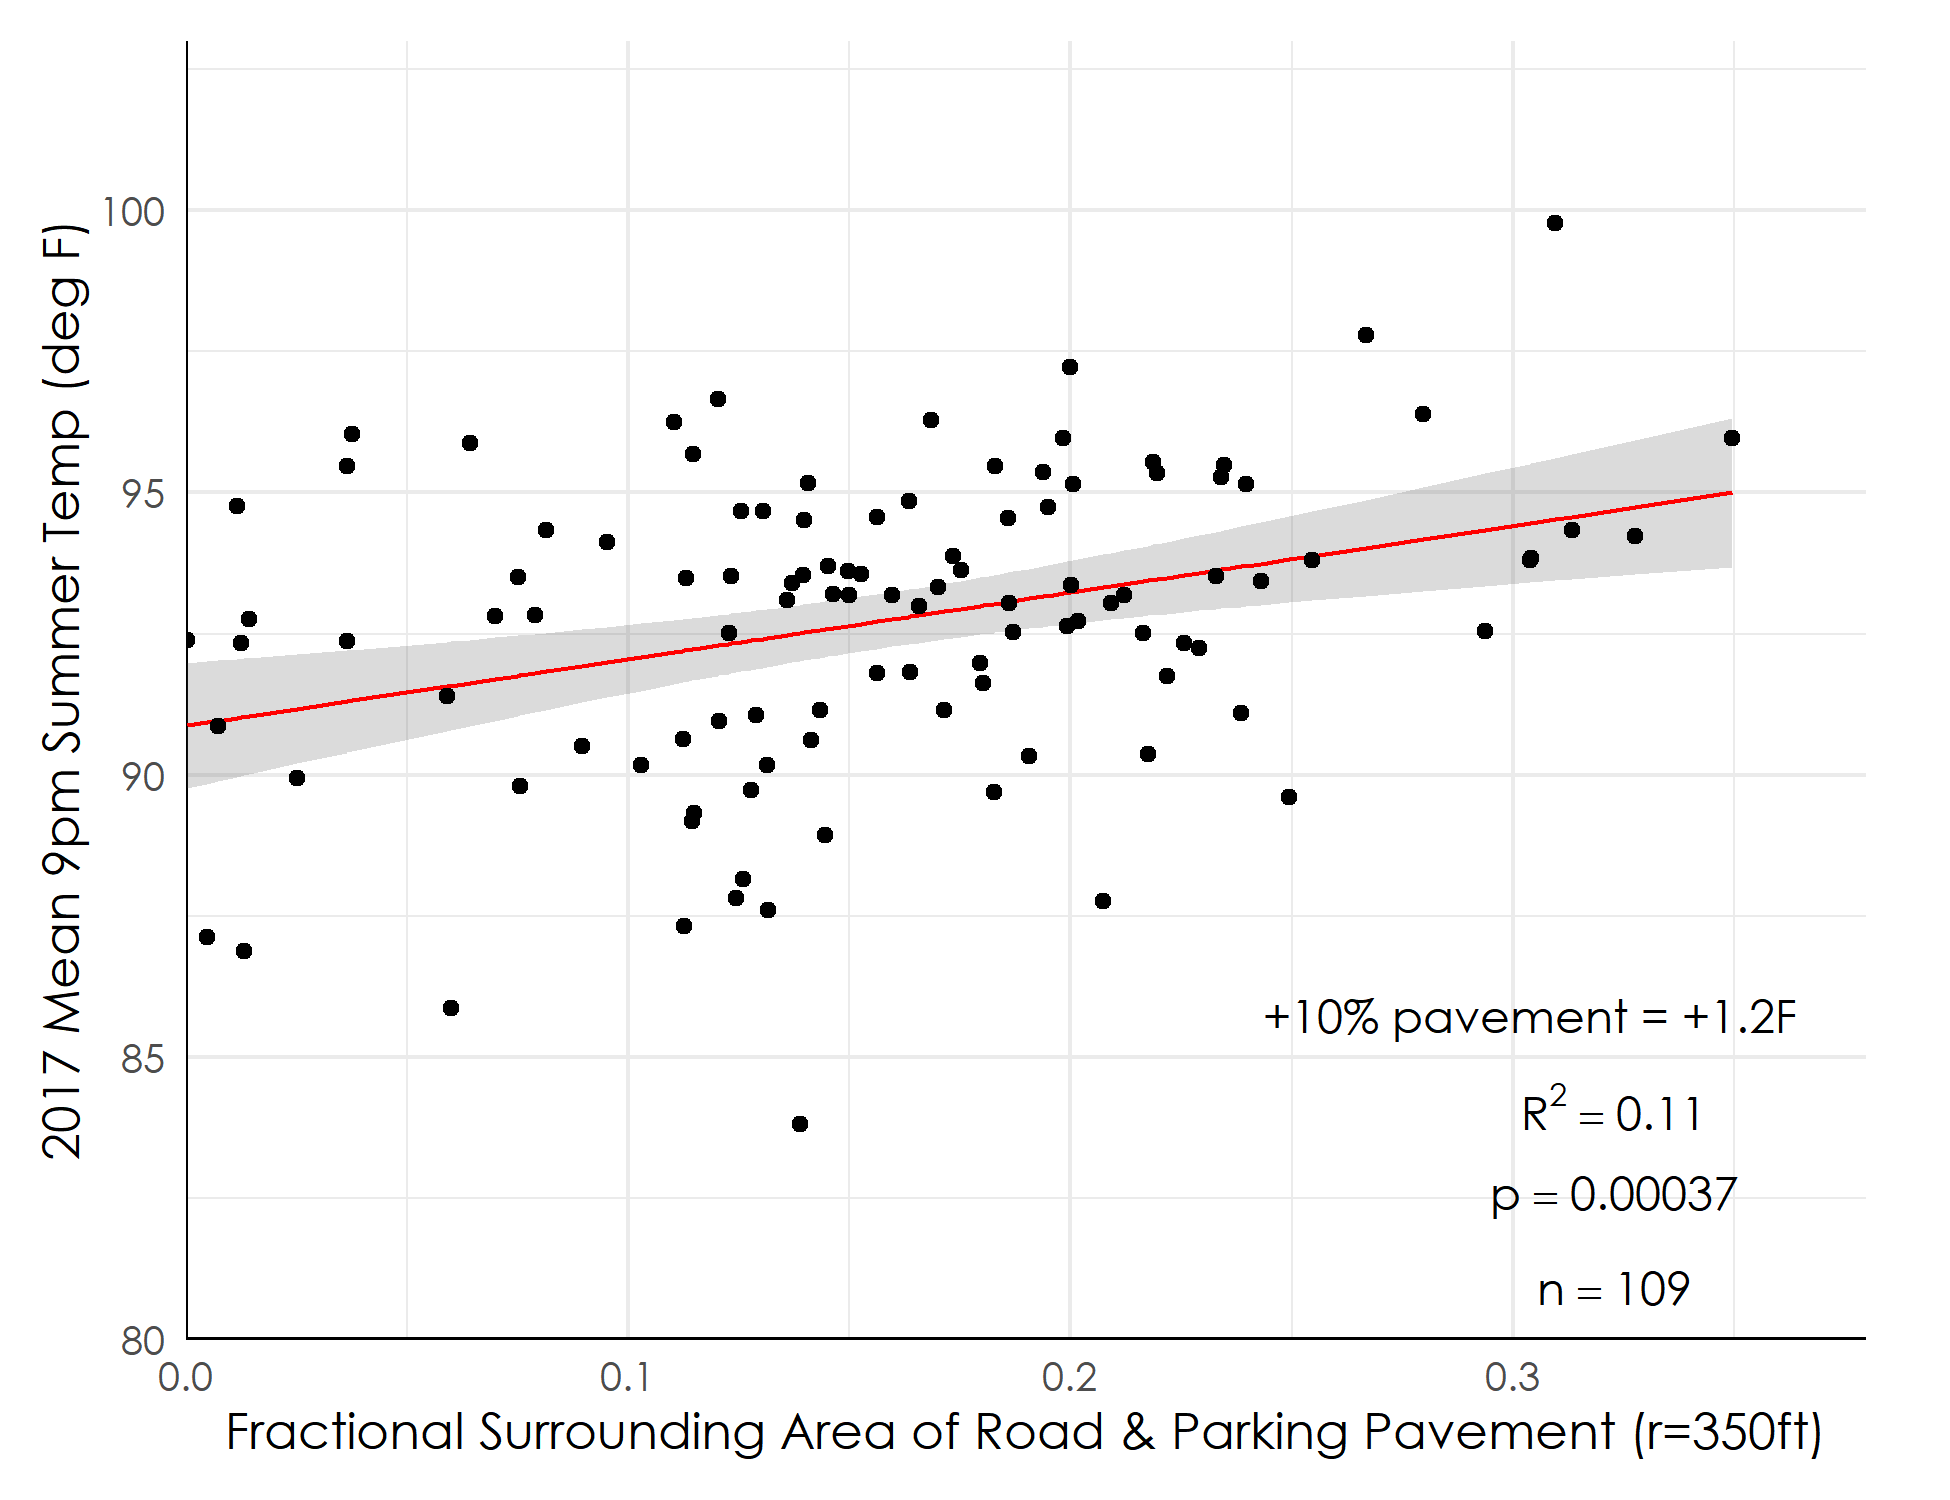 2017 Mean 9pm Summer Temp (deg F)
100
95
90
85
80
+10% pavement = +1.2F
R² = 0.11
p = 0.00037
n = 109
0.0 0.1 0.2 0.3
Fractional Surrounding Area of Road & Parking Pavement (r=350ft)